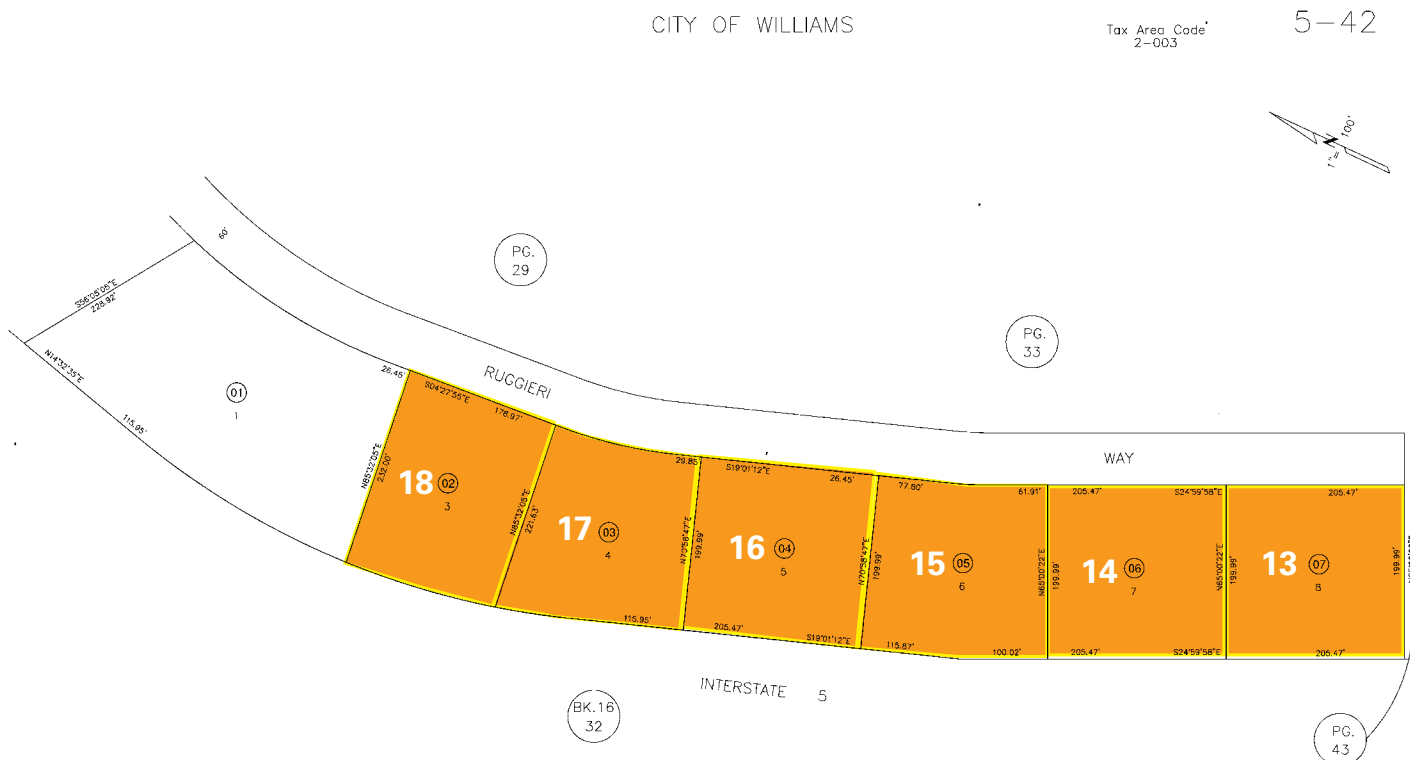 CITY OF WILLIAMS
Tax Area Code
2-003
5-42
1"= 100'
N
60'
PG.
29
PG.
33
S56°05'05"E
228.92'
N14°32'35"E
115.95'
01
1
26.45'
RUGGIERI
WAY
S04°27'55"E
178.97'
N85°32'05"E
232.00'
18
02
3
N85°32'05"E
221.63'
17
03
4
29.85
115.95'
N70°58'47"E
199.99'
S19°01'12"E
26.45'
16
04
5
205.47'
S19°01'12"E
N70°58'47"E
199.99'
77.80'
61.91'
15
05
6
115.87'
100.02'
N65°00'22"E
199.99'
205.47'
S24°59'58"E
14
06
7
205.47'
S24°59'58"E
N65°00'22"E
199.99'
205.47'
13
07
8
205.47'
199.99'
INTERSTATE 5
BK.16
32
PG.
43